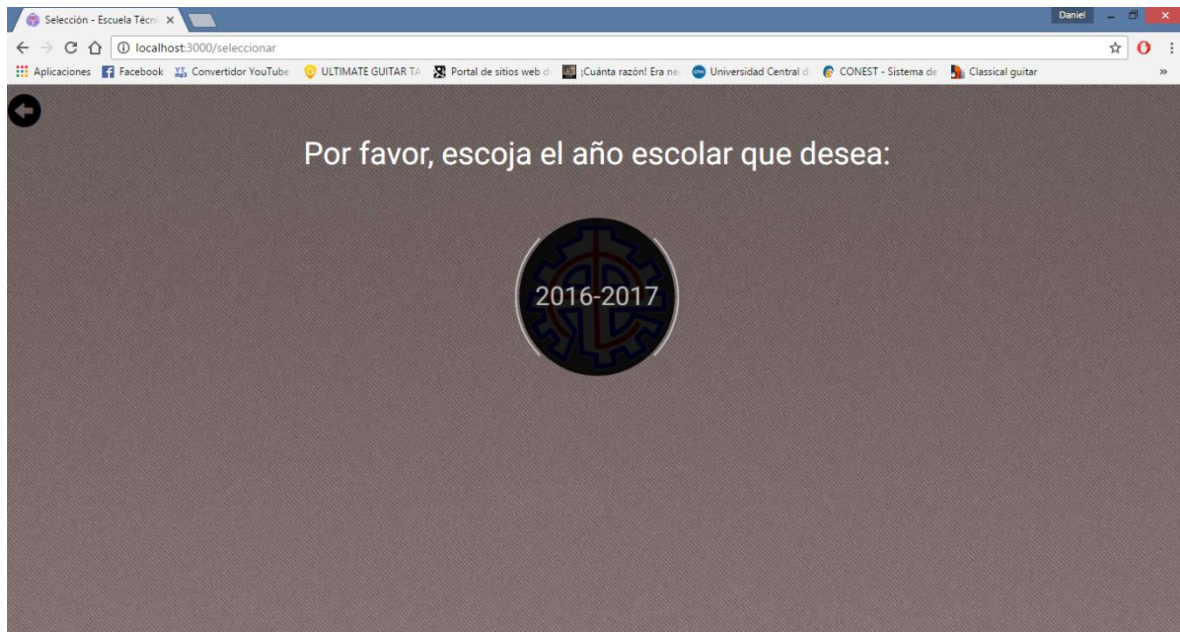 Selección - Escuela Técni
Daniel
localhost:3000/seleccionar
Aplicaciones Facebook Convertidor YouTube ULTIMATE GUITAR TA Portal de sitios web d ¡Cuánta razón! Era ne Universidad Central d CONEST - Sistema de Classical guitar »
Por favor, escoja el año escolar que desea:
2016-2017